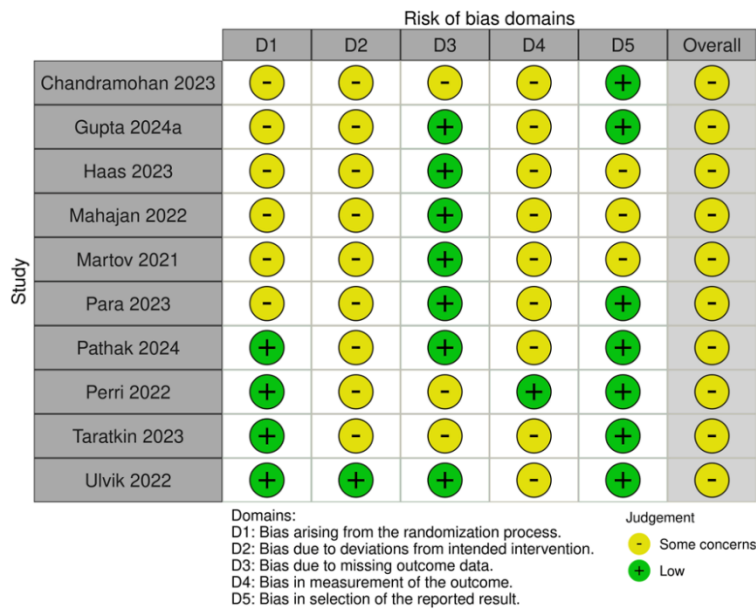 Risk of bias domains
D1 D2 D3 D4 D5 Overall
Study
Chandramohan 2023 - - - - + -
Gupta 2024a - - + - + -
Haas 2023 - - + - - -
Mahajan 2022 - - + - - -
Martov 2021 - - + - - -
Para 2023 - - + - + -
Pathak 2024 + - + - + -
Perri 2022 + - - + + -
Taratkin 2023 + - - - + -
Ulvik 2022 + + + - + -
Domains:
D1: Bias arising from the randomization process.
D2: Bias due to deviations from intended intervention.
D3: Bias due to missing outcome data.
D4: Bias in measurement of the outcome.
D5: Bias in selection of the reported result.
Judgement
- Some concerns
+ Low